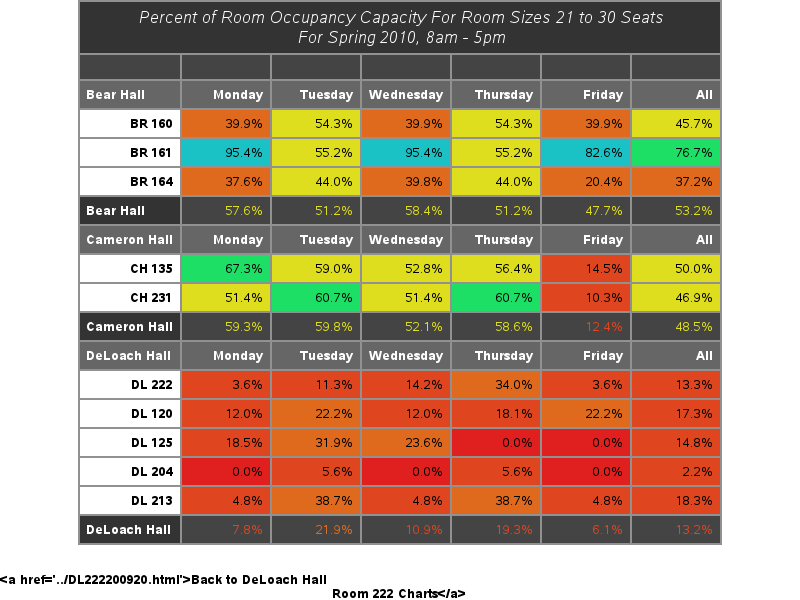 Percent of Room Occupancy Capacity For Room Sizes 21 to 30 Seats
For Spring 2010, 8am - 5pm
Bear Hall Monday Tuesday Wednesday Thursday Friday All
BR 160 39.9% 54.3% 39.9% 54.3% 39.9% 45.7%
BR 161 95.4% 55.2% 95.4% 55.2% 82.6% 76.7%
BR 164 37.6% 44.0% 39.8% 44.0% 20.4% 37.2%
Bear Hall 57.6% 51.2% 58.4% 51.2% 47.7% 53.2%
Cameron Hall Monday Tuesday Wednesday Thursday Friday All
CH 135 67.3% 59.0% 52.8% 56.4% 14.5% 50.0%
CH 231 51.4% 60.7% 51.4% 60.7% 10.3% 46.9%
Cameron Hall 59.3% 59.8% 52.1% 58.6% 12.4% 48.5%
DeLoach Hall Monday Tuesday Wednesday Thursday Friday All
DL 222 3.6% 11.3% 14.2% 34.0% 3.6% 13.3%
DL 120 12.0% 22.2% 12.0% 18.1% 22.2% 17.3%
DL 125 18.5% 31.9% 23.6% 0.0% 0.0% 14.8%
DL 204 0.0% 5.6% 0.0% 5.6% 0.0% 2.2%
DL 213 4.8% 38.7% 4.8% 38.7% 4.8% 18.3%
DeLoach Hall 7.8% 21.9% 10.9% 19.3% 6.1% 13.2%
<a href='../DL222200920.html'>Back to DeLoach Hall
Room 222 Charts</a>